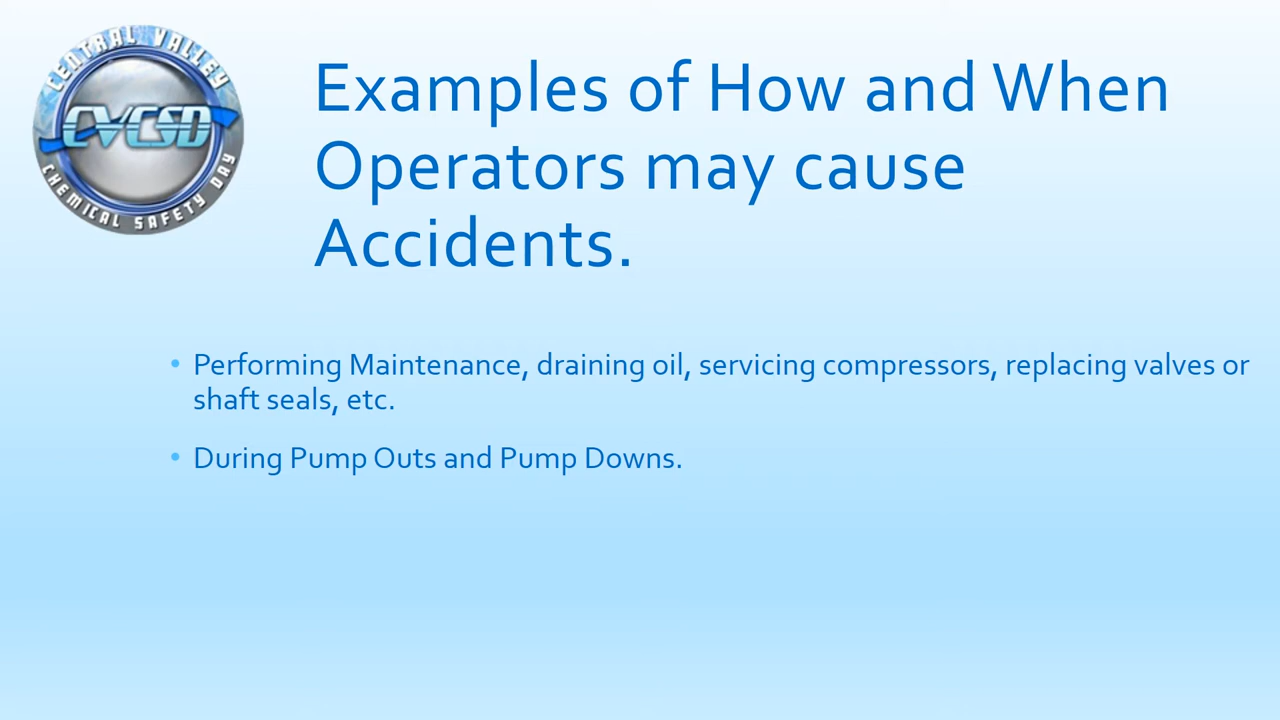 CENTRAL VALLEY
CVCSD
CHEMICAL SAFETY DAY
Examples of How and When
Operators may cause
Accidents.
• Performing Maintenance, draining oil, servicing compressors, replacing valves or
shaft seals, etc.
• During Pump Outs and Pump Downs.